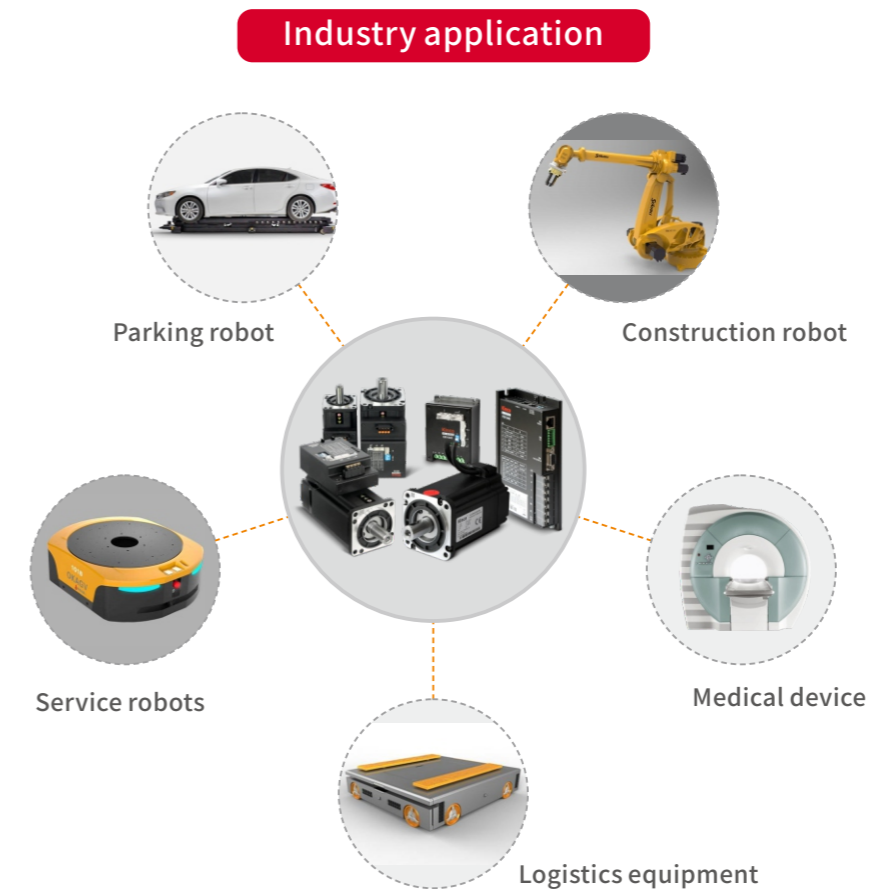 Industry application
Parking robot
Construction robot
Service robots
Medical device
Logistics equipment